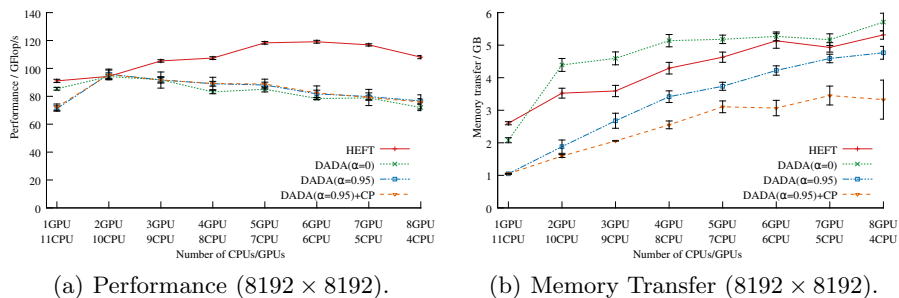 140
120
100
80
60
40
20
0
Performance / GFlop/s
HEFT
DADA(α=0)
DADA(α=0.95)
DADA(α=0.95)+CP
1GPU 2GPU 3GPU 4GPU 5GPU 6GPU 7GPU 8GPU
11CPU 10CPU 9CPU 8CPU 7CPU 6CPU 5CPU 4CPU
Number of CPUs/GPUs
(a) Performance (8192 × 8192).
6
5
4
3
2
1
0
Memory transfer / GB
HEFT
DADA(α=0)
DADA(α=0.95)
DADA(α=0.95)+CP
1GPU 2GPU 3GPU 4GPU 5GPU 6GPU 7GPU 8GPU
11CPU 10CPU 9CPU 8CPU 7CPU 6CPU 5CPU 4CPU
Number of CPUs/GPUs
(b) Memory Transfer (8192 × 8192).